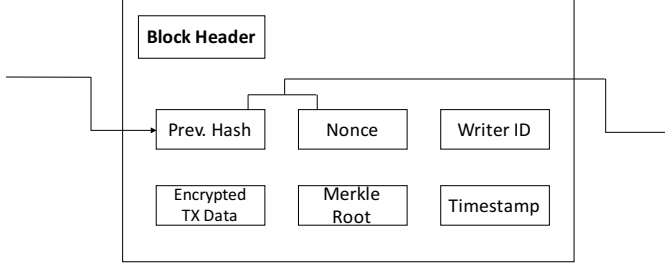 Block Header
Prev. Hash
Nonce
Writer ID
Encrypted
TX Data
Merkle
Root
Timestamp